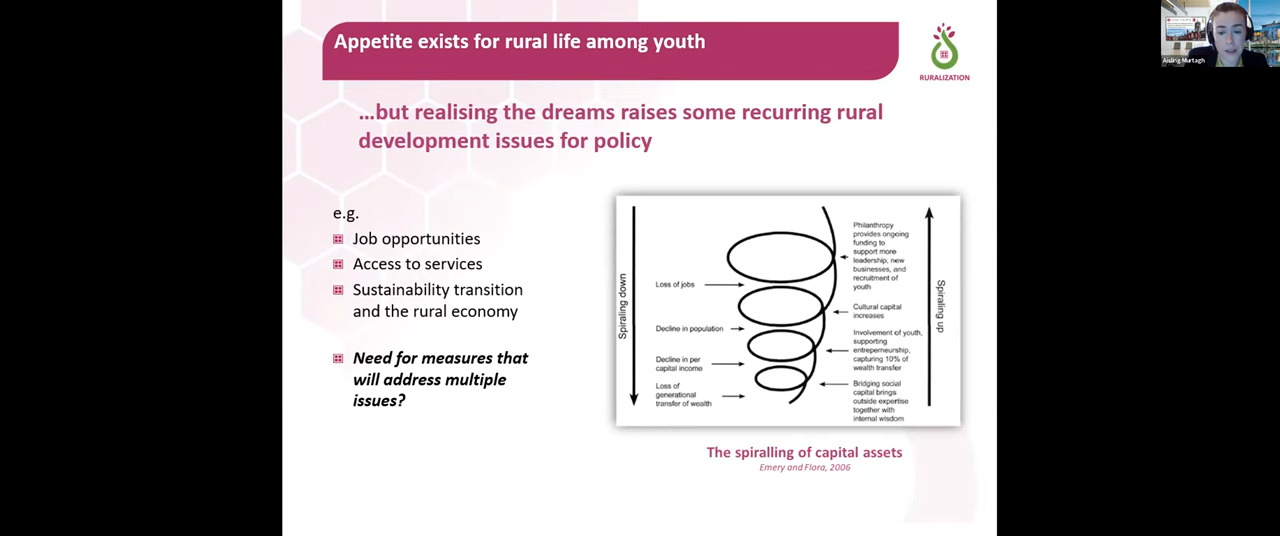 Appetite exists for rural life among youth
RURALIZATION
Aisling Murtagh
…but realising the dreams raises some recurring rural
development issues for policy
e.g.
Job opportunities
Access to services
Sustainability transition
and the rural economy
Need for measures that
will address multiple
issues?
Spiraling down
Loss of jobs
Decline in population
Decline in per
capital income
Loss of
generational
transfer of wealth
Philanthropy
provides ongoing
funding to
support more
leadership, new
businesses, and
recruitment of
youth
Cultural capital
increases
Involvement of youth,
supporting
entreperneurship,
capturing 10% of
wealth transfer
Bridging social
capital brings
outside expertise
together with
internal wisdom
Spiraling up
The spiralling of capital assets
Emery and Flora, 2006